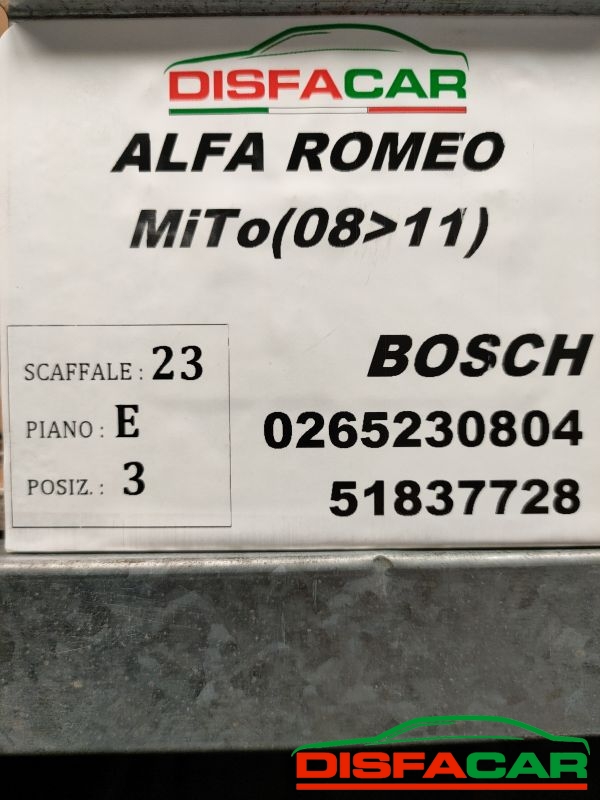 DISFACAR
ALFA ROMEO
MiTo(08>11)
SCAFFALE : 23
PIANO : E
POSIZ. : 3
BOSCH
0265230804
51837728
DISFACAR